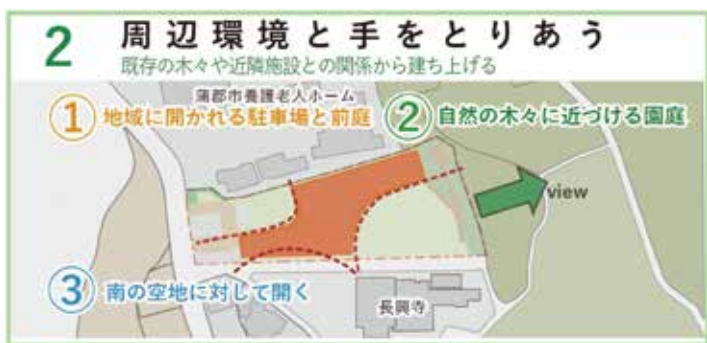 2 周辺環境と手をとりあう
既存の木々や近隣施設との関係から建ち上げる
蒲郡市養護老人ホーム
① 地域に開かれる駐車場と前庭
② 自然の木々に近づける園庭
view
③ 南の空地に対して開く
長興寺